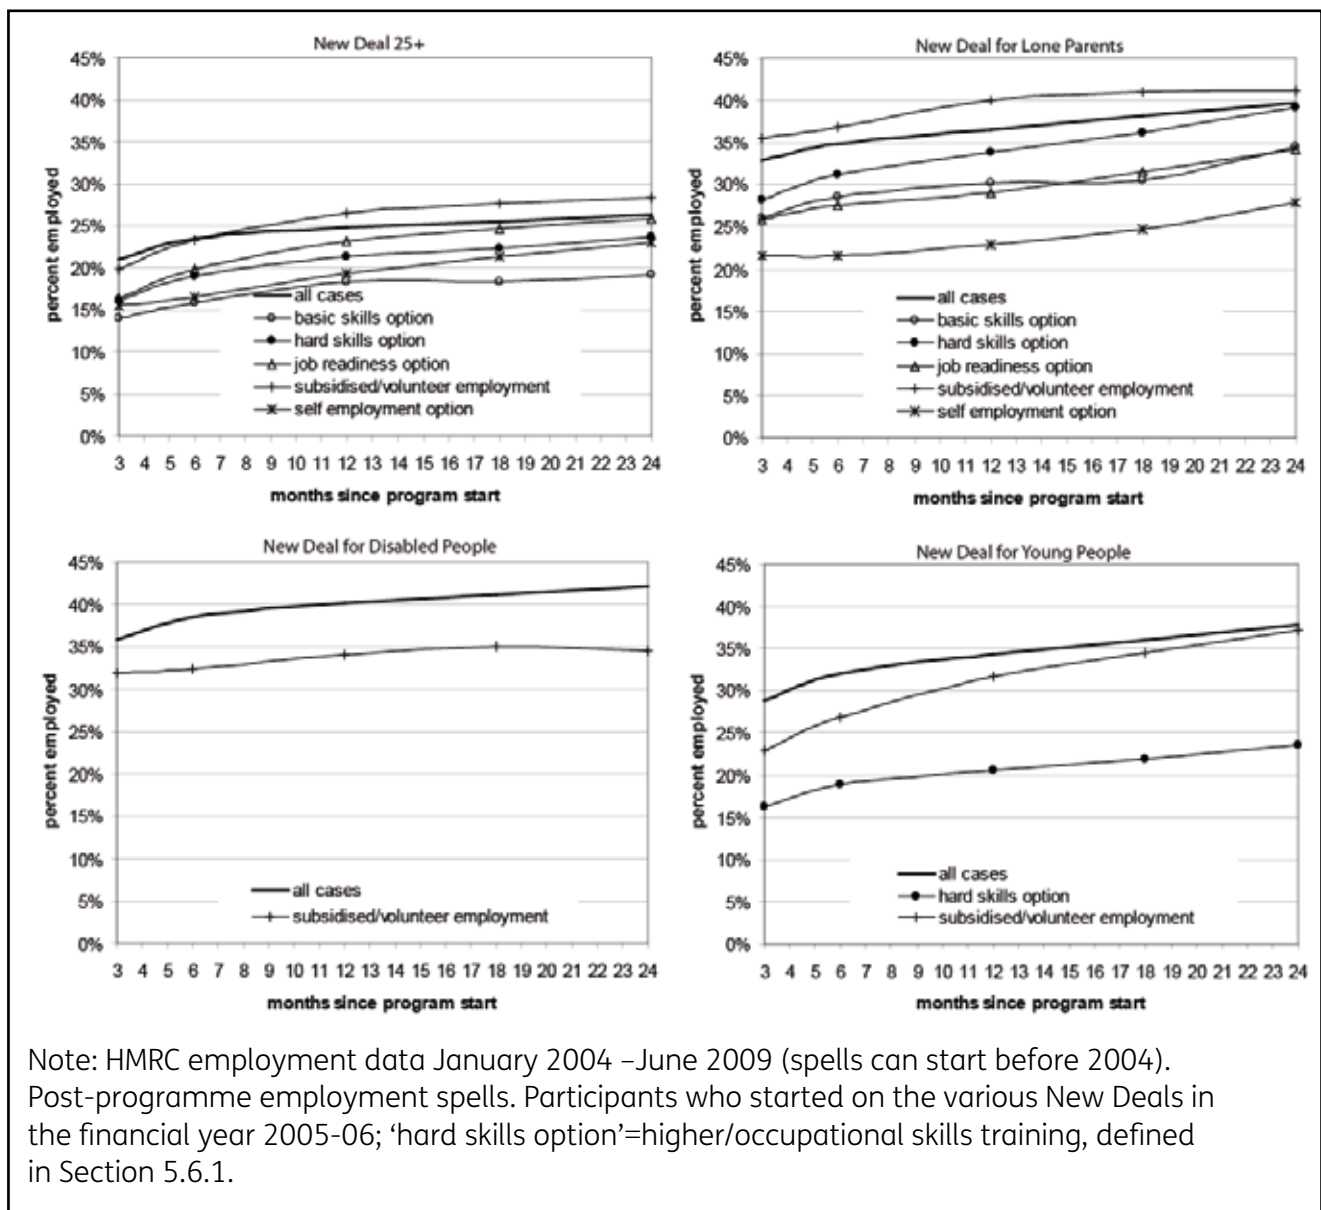 New Deal 25+
45%
40%
35%
30%
25%
20%
15%
10%
5%
0%
percent employed
all cases
basic skills option
hard skills option
job readiness option
subsidised/volunteer employment
self employment option
3 4 5 6 7 8 9 10 11 12 13 14 15 16 17 18 19 20 21 22 23 24
months since program start
New Deal for Lone Parents
45%
40%
35%
30%
25%
20%
15%
10%
5%
0%
percent employed
all cases
basic skills option
hard skills option
job readiness option
subsidised/volunteer employment
self employment option
3 4 5 6 7 8 9 10 11 12 13 14 15 16 17 18 19 20 21 22 23 24
months since program start
New Deal for Disabled People
45%
40%
35%
30%
25%
20%
15%
10%
5%
0%
percent employed
all cases
subsidised/volunteer employment
3 4 5 6 7 8 9 10 11 12 13 14 15 16 17 18 19 20 21 22 23 24
months since program start
New Deal for Young People
45%
40%
35%
30%
25%
20%
15%
10%
5%
0%
percent employed
all cases
hard skills option
subsidised/volunteer employment
3 4 5 6 7 8 9 10 11 12 13 14 15 16 17 18 19 20 21 22 23 24
months since program start
Note: HMRC employment data January 2004 –June 2009 (spells can start before 2004).
Post-programme employment spells. Participants who started on the various New Deals in
the financial year 2005-06; ‘hard skills option’=higher/occupational skills training, defined
in Section 5.6.1.